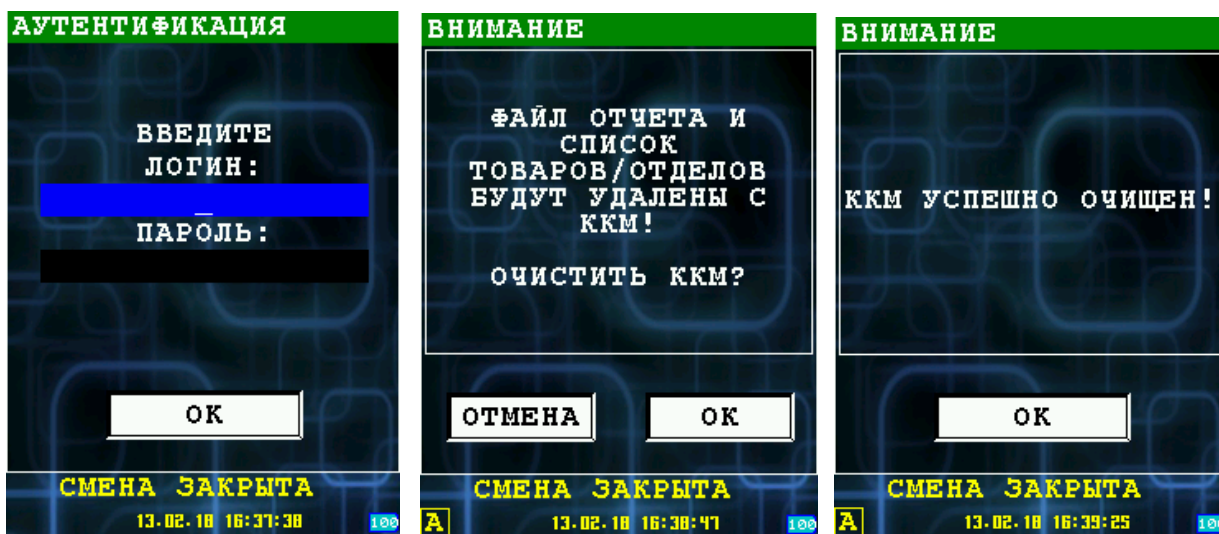 АУТЕНТИФИКАЦИЯ
ВВЕДИТЕ
ЛОГИН:
_
ПАРОЛЬ:
ОК
СМЕНА ЗАКРЫТА
13.02.18 16:37:38 100
ВНИМАНИЕ
ФАЙЛ ОТЧЕТА И
СПИСОК
ТОВАРОВ/ОТДЕЛОВ
БУДУТ УДАЛЕНЫ С
ККМ!
ОЧИСТИТЬ ККМ?
ОТМЕНА ОК
СМЕНА ЗАКРЫТА
А 13.02.18 16:38:47 100
ВНИМАНИЕ
ККМ УСПЕШНО ОЧИЩЕН!
ОК
СМЕНА ЗАКРЫТА
А 13.02.18 16:39:25 10